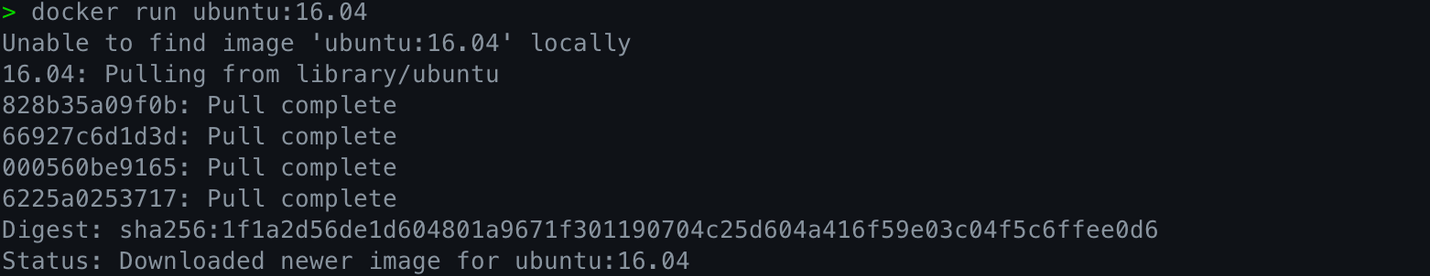 > docker run ubuntu:16.04
Unable to find image 'ubuntu:16.04' locally
16.04: Pulling from library/ubuntu
828b35a09f0b: Pull complete
66927c6d1d3d: Pull complete
000560be9165: Pull complete
6225a0253717: Pull complete
Digest: sha256:1f1a2d56de1d604801a9671f301190704c25d604a416f59e03c04f5c6ffee0d6
Status: Downloaded newer image for ubuntu:16.04